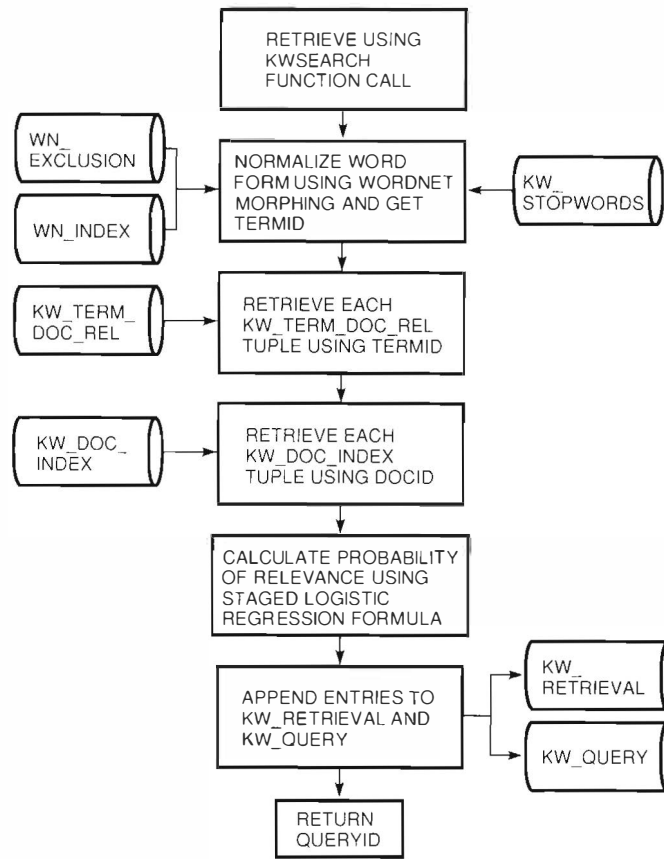 RETRIEVE USING
KWSEARCH
FUNCTION CALL
WN_
EXCLUSION
WN_INDEX
NORMALIZE WORD
FORM USING WORDNET
MORPHING AND GET
TERMID
KW_
STOPWORDS
KW_TERM_
DOC_REL
RETRIEVE EACH
KW_TERM_DOC_REL
TUPLE USING TERMID
KW_DOC_
INDEX
RETRIEVE EACH
KW_DOC_INDEX
TUPLE USING DOCID
CALCULATE PROBABILITY
OF RELEVANCE USING
STAGED LOGISTIC
REGRESSION FORMULA
APPEND ENTRIES TO
KW_RETRIEVAL AND
KW_QUERY
KW_
RETRIEVAL
KW_QUERY
RETURN
QUERYID